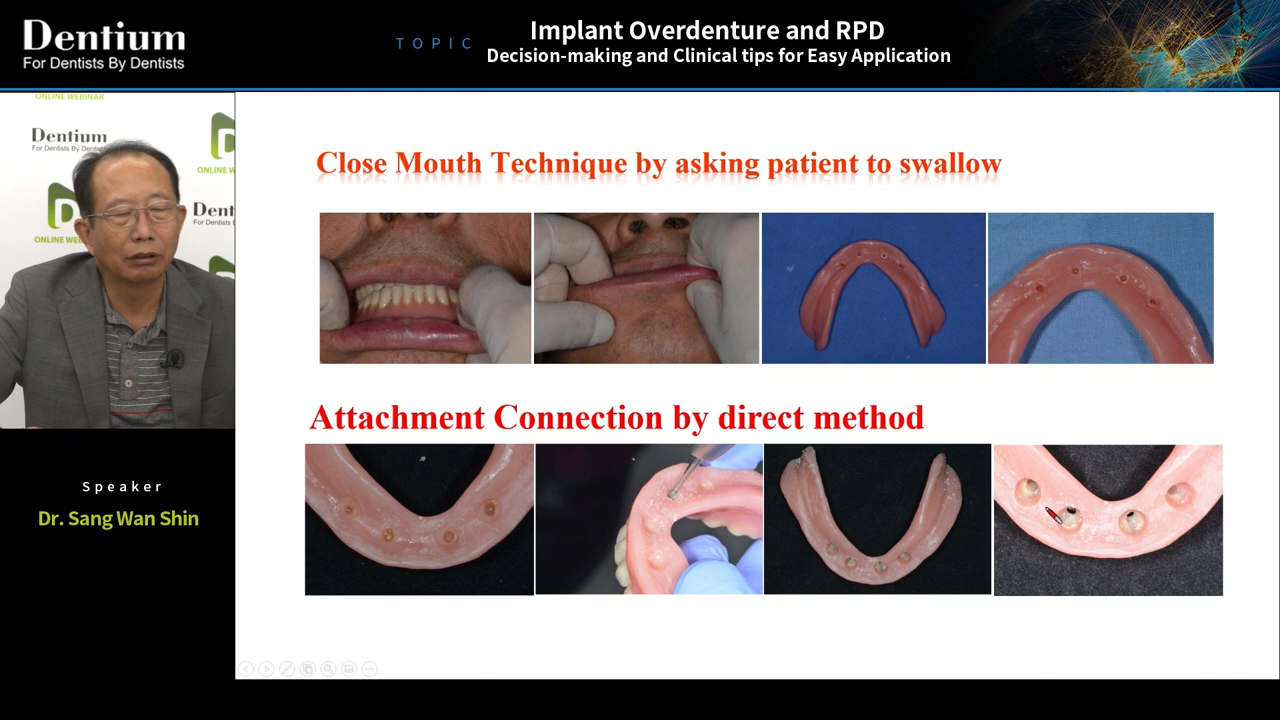 Dentium
For Dentists By Dentists
TOPIC
Implant Overdenture and RPD
Decision-making and Clinical tips for Easy Application
ONLINE WEBINAR
Dentium
For Dentists By Dentists
ONLINE W
Dent
For Dentists
ONLINE WEB
Speaker
Dr. Sang Wan Shin
Close Mouth Technique by asking patient to swallow
Attachment Connection by direct method